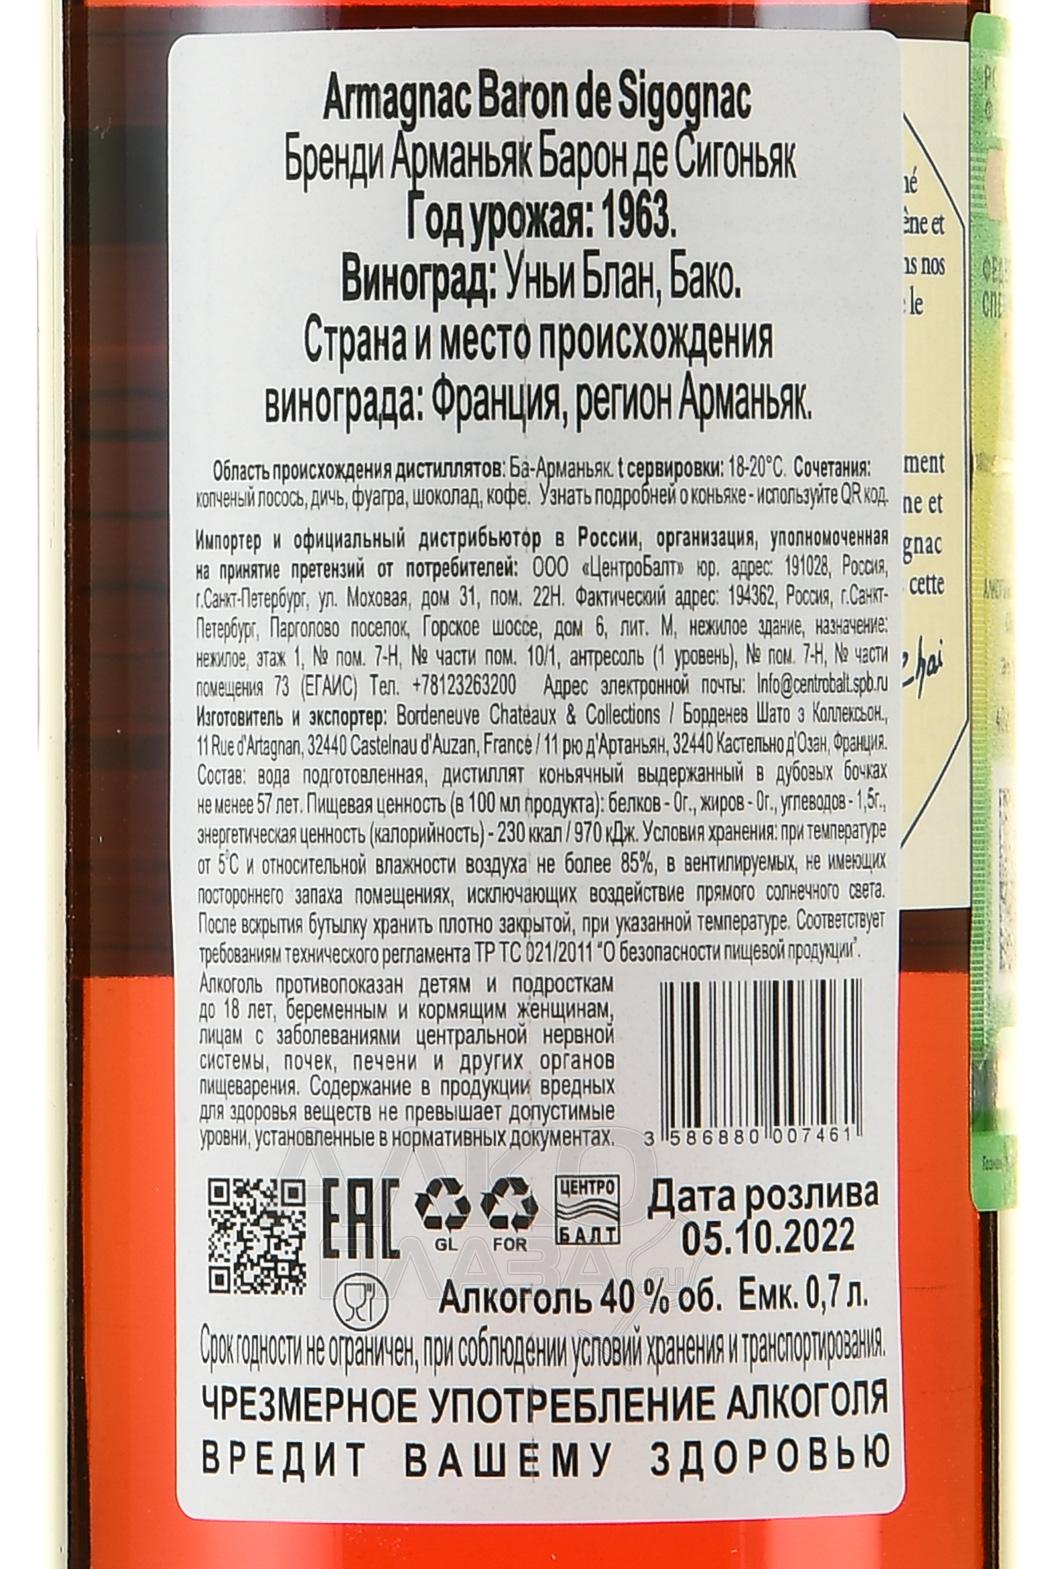 Armagnac Baron de Sigognac
Бренди Арманьяк Барон де Сигоньяк
Год урожая: 1963.
Виноград: Уньи Блан, Бако.
Страна и место происхождения
винограда: Франция, регион Арманьяк.
Область происхождения дистиллятов: Ба-Арманьяк. t сервировки: 18-20°C. Сочетания:
копченый лосось, дичь, фуагра, шоколад, кофе. Узнать подробней о коньяке - используйте QR код.
Импортер и официальный дистрибьютор в России, организация, уполномоченная
на принятие претензий от потребителей: ООО «ЦентроБалт» юр. адрес: 191028, Россия,
г.Санкт-Петербург, ул. Моховая, дом 31, пом. 22Н. Фактический адрес: 194362, Россия, г.Санкт-
Петербург, Парголово поселок, Горское шоссе, дом 6, лит. М, нежилое здание, назначение:
нежилое, этаж 1, № пом. 7-Н, № части пом. 10/1, антресоль (1 уровень), № пом. 7-Н, № части
помещения 73 (ЕГАИС) Тел. +78123263200 Адрес электронной почты: Info@centrobalt.spb.ru
Изготовитель и экспортер: Bordeneuve Chateaux & Collections / Борденев Шато э Коллексьон.,
11 Rue d'Artagnan, 32440 Castelnau d'Auzan, France / 11 рю д'Артаньян, 32440 Кастельно д'Озан, Франция.
Состав: вода подготовленная, дистиллят коньячный выдержанный в дубовых бочках
не менее 57 лет. Пищевая ценность (в 100 мл продукта): белков - 0г., жиров - 0г., углеводов - 1,5г.,
энергетическая ценность (калорийность) - 230 ккал / 970 кДж. Условия хранения: при температуре
от 5°С и относительной влажности воздуха не более 85%, в вентилируемых, не имеющих
постороннего запаха помещениях, исключающих воздействие прямого солнечного света.
После вскрытия бутылку хранить плотно закрытой, при указанной температуре. Соответствует
требованиям технического регламента ТР ТС 021/2011 "О безопасности пищевой продукции".
Алкоголь противопоказан детям и подросткам
до 18 лет, беременным и кормящим женщинам,
лицам с заболеваниями центральной нервной
системы, почек, печени и других органов
пищеварения. Содержание в продукции вредных
для здоровья веществ не превышает допустимые
уровни, установленные в нормативных документах.
3 586880 007461
EAC
GL
FOR
ЦЕНТРО
БАЛТ
Дата розлива
05.10.2022
Алкоголь 40 % об. Емк. 0,7 л.
Срок годности не ограничен, при соблюдении условий хранения и транспортирования.
ЧРЕЗМЕРНОЕ УПОТРЕБЛЕНИЕ АЛКОГОЛЯ
ВРЕДИТ ВАШЕМУ ЗДОРОВЬЮ
АЛКО
ПЛАЗА
né
ène et
ns nos
le
ment
ne et
gnac
cette